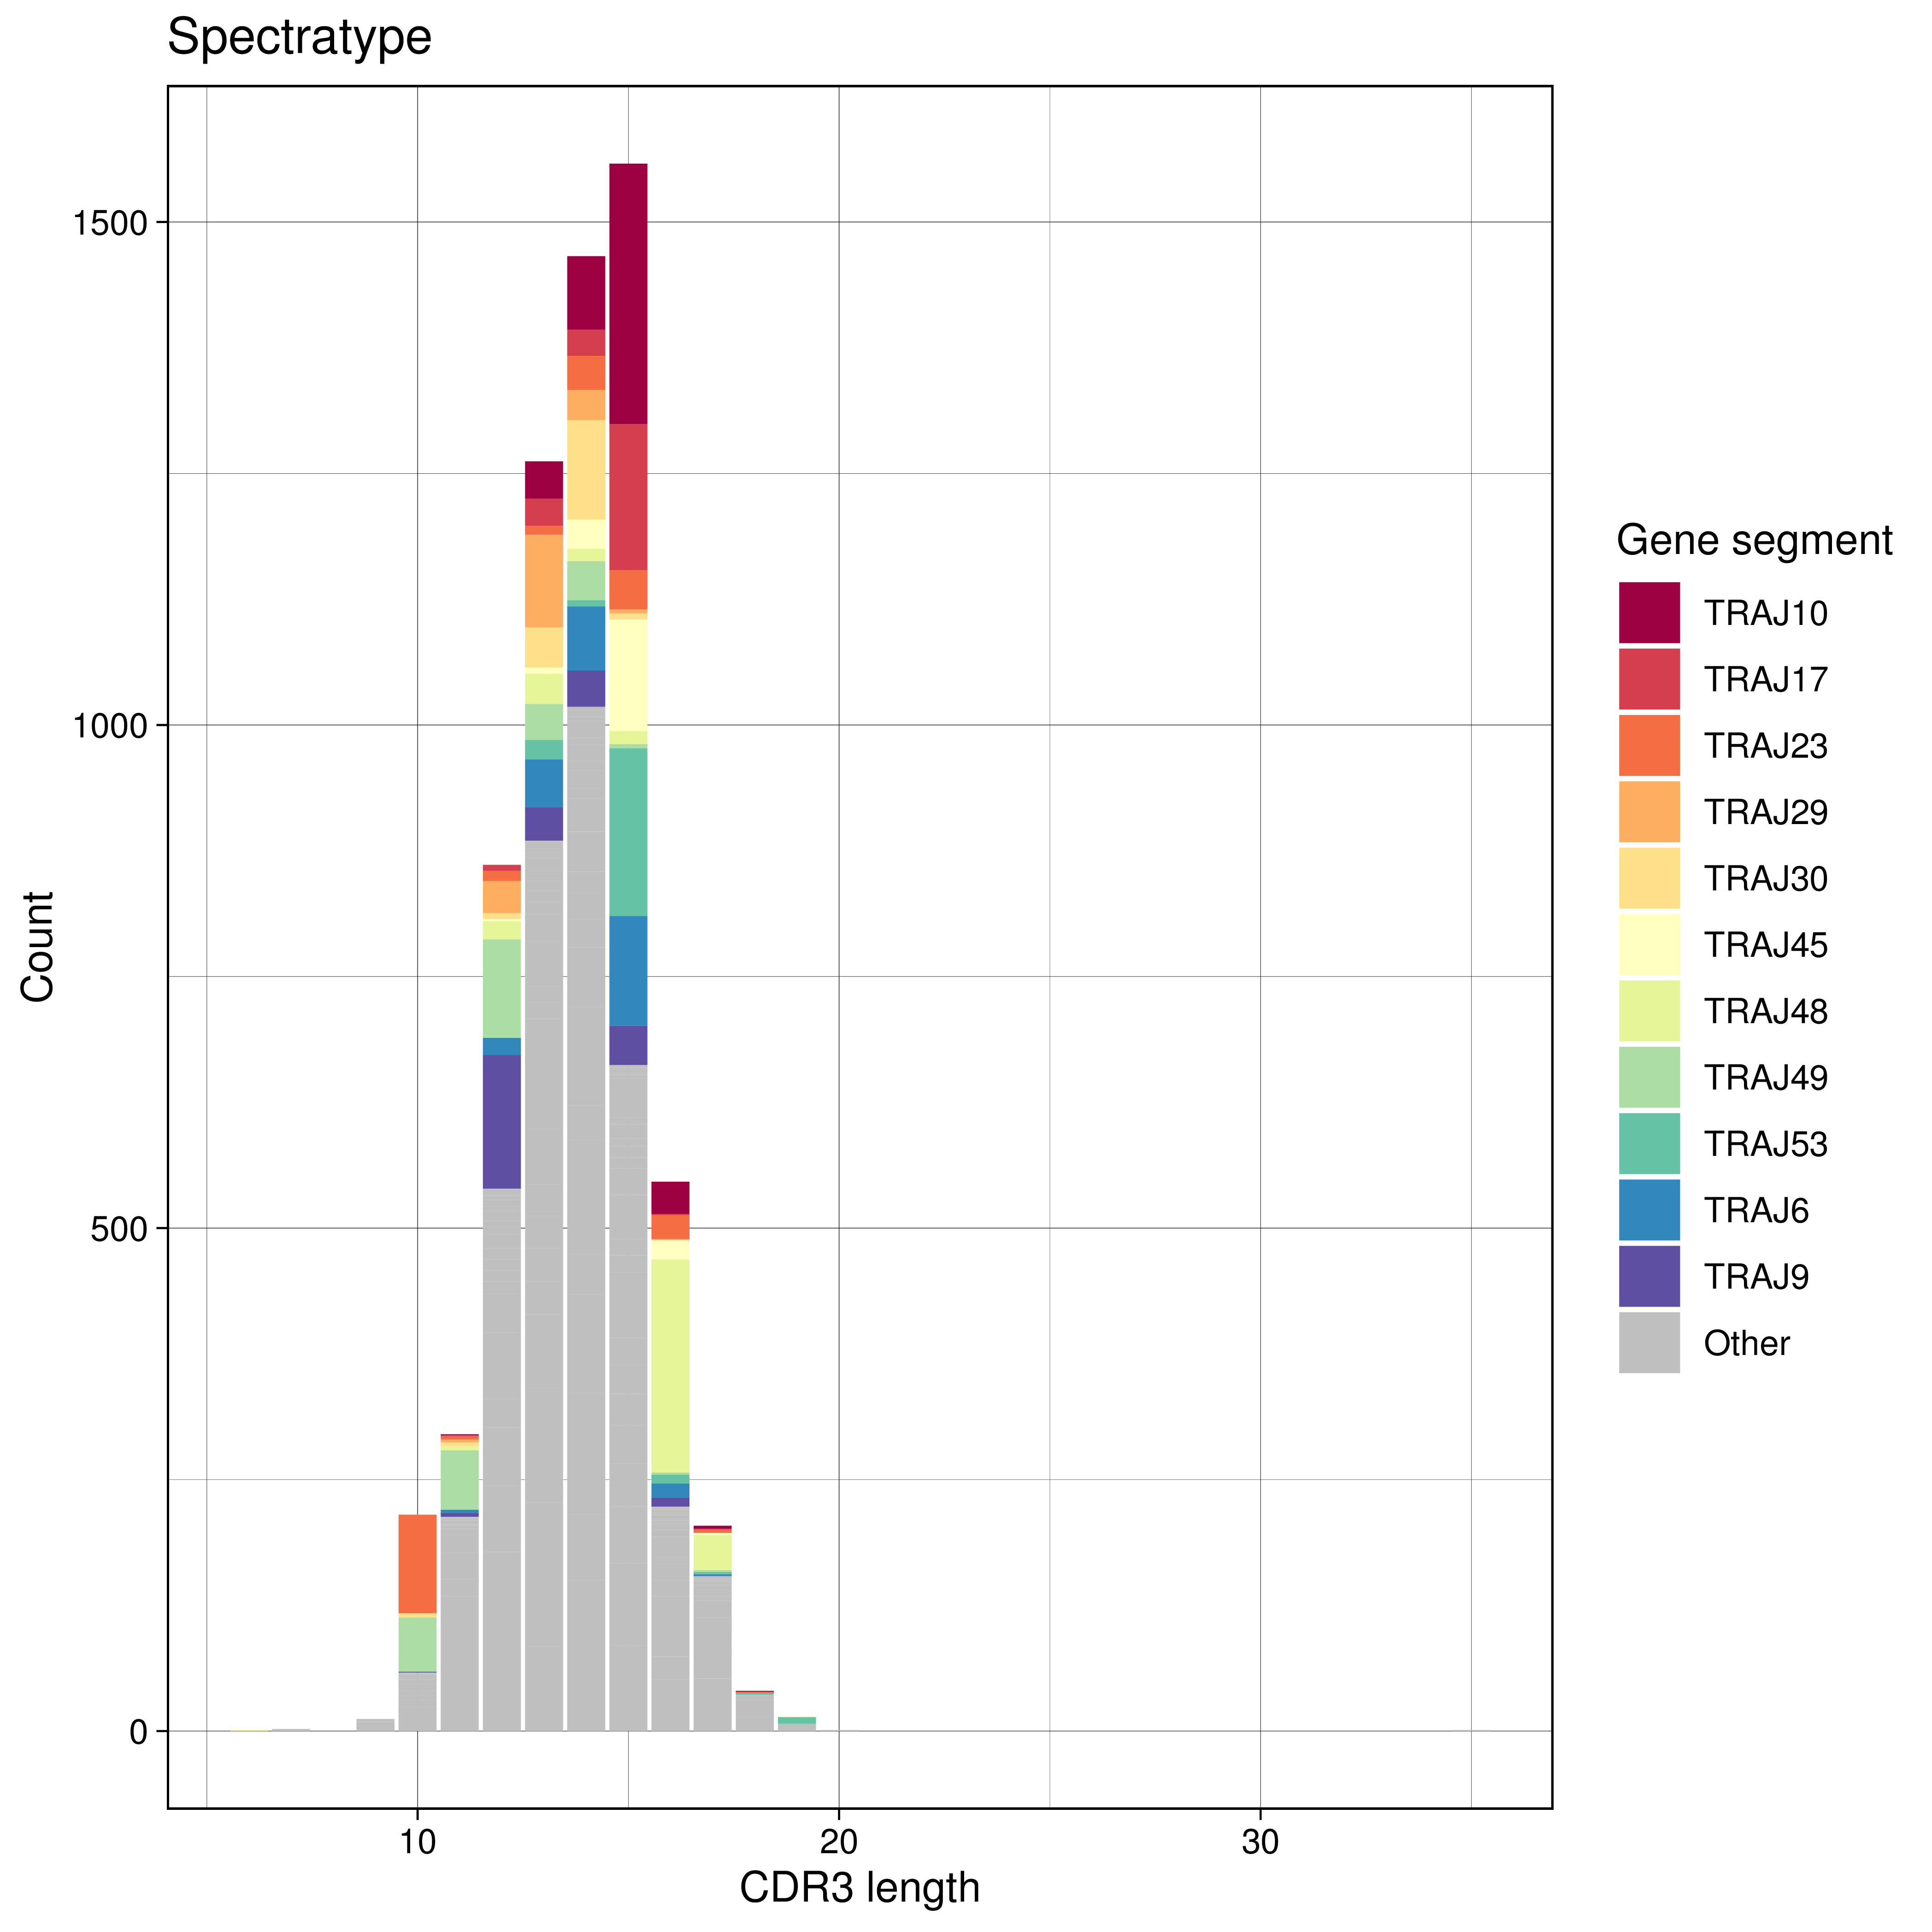 Spectratype
1500
1000
500
0
Count
10 20 30
CDR3 length
Gene segment
TRAJ10
TRAJ17
TRAJ23
TRAJ29
TRAJ30
TRAJ45
TRAJ48
TRAJ49
TRAJ53
TRAJ6
TRAJ9
Other